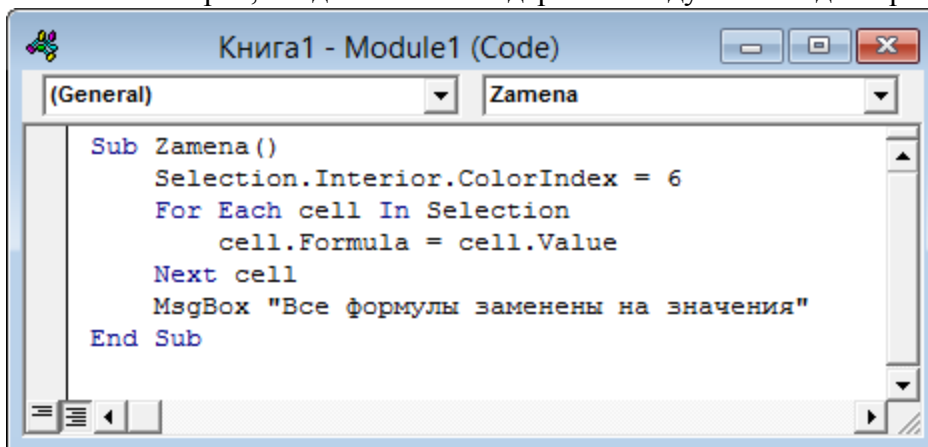 Книга1 - Module1 (Code)
(General)
Zamena
Sub Zamena()
    Selection.Interior.ColorIndex = 6
    For Each cell In Selection
        cell.Formula = cell.Value
    Next cell
    MsgBox "Все формулы заменены на значения"
End Sub